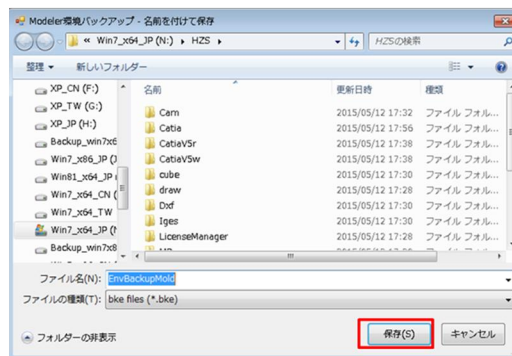 Modeler環境バックアップ - 名前を付けて保存
« Win7_x64_JP (N:) ▸ HZS ▸
HZSの検索
整理 ▼ 新しいフォルダー
名前 更新日時 種類
XP_CN (F:)
XP_TW (G:)
XP_JP (H:)
Backup_win7x6
Win7_x86_JP (J
Win81_x64_JP
Win7_x64_CN (
Win7_x64_TW
Win7_x64_JP (N
Backup_win7x8
Cam 2015/05/12 17:32 ファイル フォル...
Catia 2015/05/12 17:56 ファイル フォル...
CatiaV5r 2015/05/12 17:38 ファイル フォル...
CatiaV5w 2015/05/12 17:38 ファイル フォル...
cube 2015/05/12 17:30 ファイル フォル...
draw 2015/05/12 17:28 ファイル フォル...
Dxf 2015/05/12 17:30 ファイル フォル...
Iges 2015/05/12 17:30 ファイル フォル...
LicenseManager 2015/05/12 17:28 ファイル フォル...
ファイル名(N): EnvBackupMold
ファイルの種類(T): bke files (*.bke)
フォルダーの非表示
保存(S) キャンセル